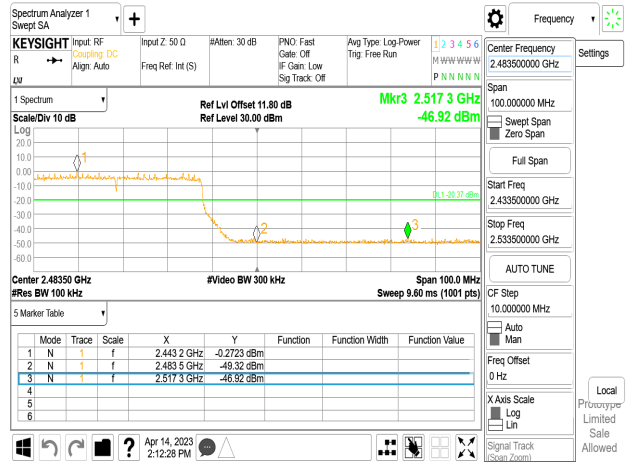 Spectrum Analyzer 1
Swept SA
Frequency
KEYSIGHT
R
Input: RF
Coupling: DC
Align: Auto
Input Z: 50 Ω
Freq Ref: Int (S)
#Atten: 30 dB
PNO: Fast
Gate: Off
IF Gain: Low
Sig Track: Off
Avg Type: Log-Power
Trig: Free Run
1 2 3 4 5 6
M W W W W W
P N N N N N
Center Frequency
2.483500000 GHz
Settings
1 Spectrum
Scale/Div 10 dB
Ref Lvl Offset 11.80 dB
Ref Level 30.00 dBm
Mkr3 2.517 3 GHz
-46.92 dBm
Span
100.000000 MHz
Swept Span
Zero Span
Full Span
Start Freq
2.433500000 GHz
Stop Freq
2.533500000 GHz
AUTO TUNE
CF Step
10.000000 MHz
Auto
Man
Freq Offset
0 Hz
X Axis Scale
Log
Lin
Signal Track
(Span Zoom)
Local
Prototype
Limited
Sale
Allowed
Log
20.0
10.0
0.00
-10.0
-20.0
-30.0
-40.0
-50.0
-60.0
1
2
3
DL1 -20.37 dBm
Center 2.48350 GHz
#Video BW 300 kHz
Span 100.0 MHz
#Res BW 100 kHz
Sweep 9.60 ms (1001 pts)
5 Marker Table
Mode Trace Scale X Y Function Function Width Function Value
1 N 1 f 2.443 2 GHz -0.2723 dBm
2 N 1 f 2.483 5 GHz -49.32 dBm
3 N 1 f 2.517 3 GHz -46.92 dBm
4
5
6
?
Apr 14, 2023
2:12:28 PM